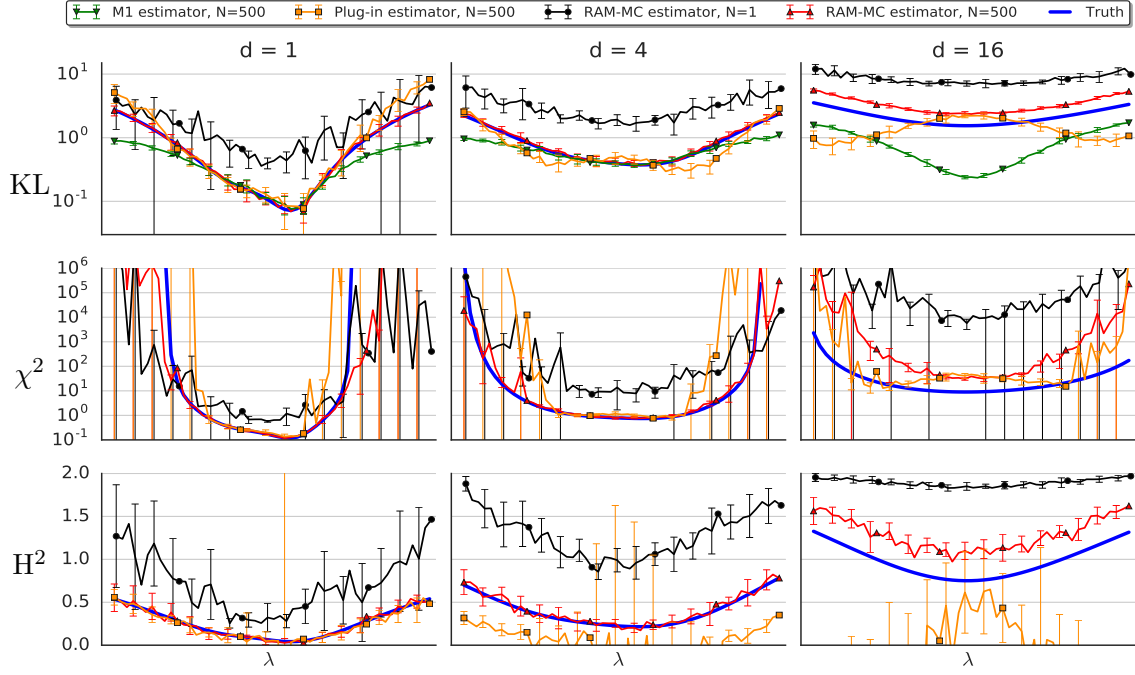 M1 estimator, N=500 Plug-in estimator, N=500 RAM-MC estimator, N=1 RAM-MC estimator, N=500 Truth
d = 1 d = 4 d = 16
KL
10¹
10⁰
10⁻¹
χ²
10⁶
10⁵
10⁴
10³
10²
10¹
10⁰
10⁻¹
H²
2.0
1.5
1.0
0.5
0.0
λ λ λ